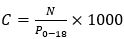 C = N / P₀₋₁₈ × 1000